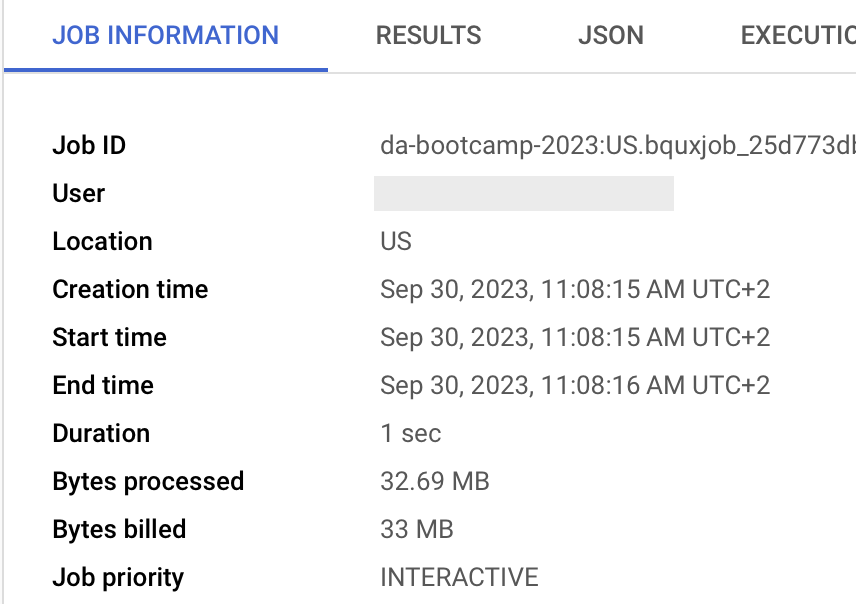 JOB INFORMATION RESULTS JSON EXECUTIO
Job ID da-bootcamp-2023:US.bquxjob_25d773db
User
Location US
Creation time Sep 30, 2023, 11:08:15 AM UTC+2
Start time Sep 30, 2023, 11:08:15 AM UTC+2
End time Sep 30, 2023, 11:08:16 AM UTC+2
Duration 1 sec
Bytes processed 32.69 MB
Bytes billed 33 MB
Job priority INTERACTIVE